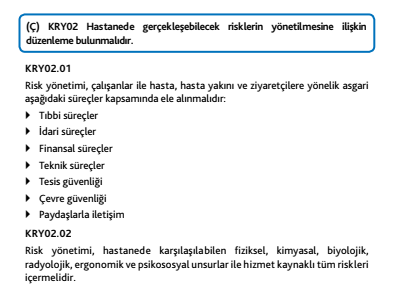 (Ç) KRY02 Hastanede gerçekleşebilecek risklerin yönetilmesine ilişkin
düzenleme bulunmalıdır.
KRY02.01
Risk yönetimi, çalışanlar ile hasta, hasta yakını ve ziyaretçilere yönelik asgari
aşağıdaki süreçler kapsamında ele alınmalıdır:
Tıbbi süreçler
İdari süreçler
Finansal süreçler
Teknik süreçler
Tesis güvenliği
Çevre güvenliği
Paydaşlarla iletişim
KRY02.02
Risk yönetimi, hastanede karşılaşılabilen fiziksel, kimyasal, biyolojik,
radyolojik, ergonomik ve psikososyal unsurlar ile hizmet kaynaklı tüm riskleri
içermelidir.